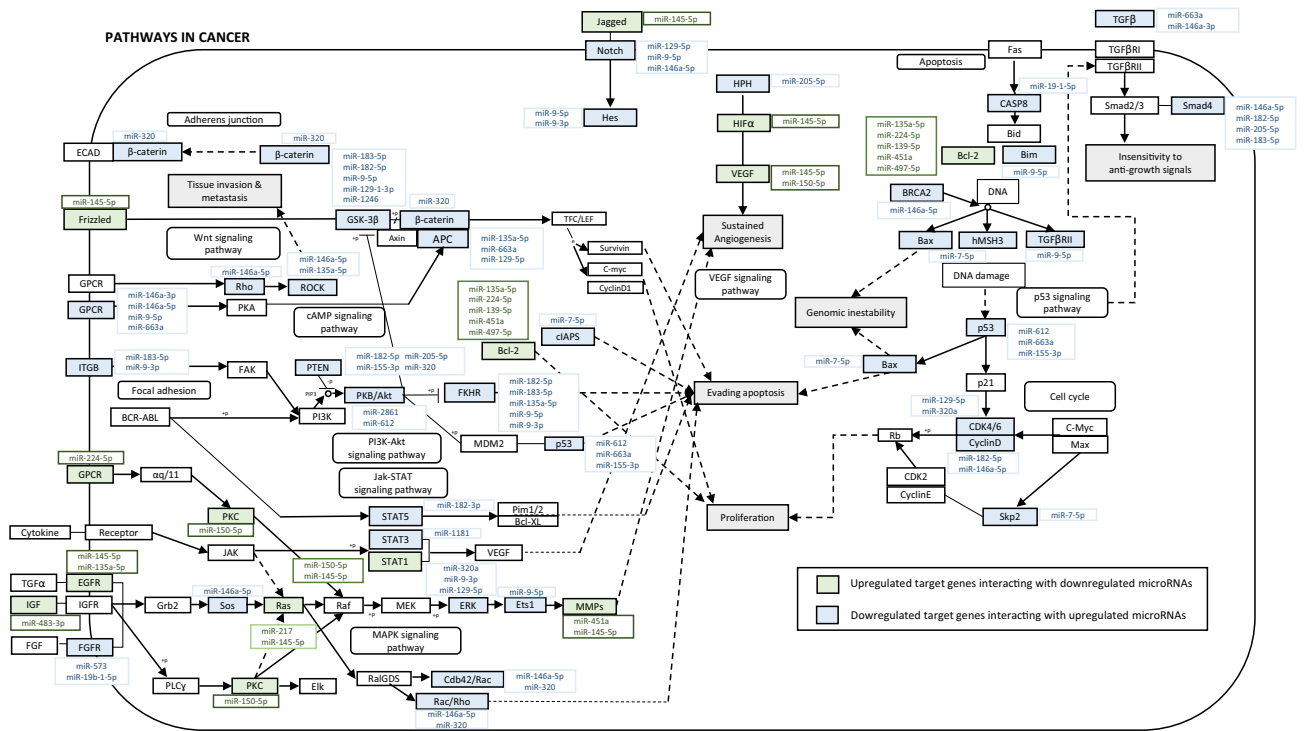 PATHWAYS IN CANCER
Jagged
miR-145-5p
Notch
miR-129-5p
miR-9-5p
miR-146a-5p
miR-9-5p
miR-9-3p
Hes
HPH
miR-205-5p
HIFα
miR-145-5p
VEGF
miR-145-5p
miR-150-5p
Sustained
Angiogenesis
VEGF signaling
pathway
Apoptosis
Fas
miR-19-1-5p
CASP8
Bid
miR-135a-5p
miR-224-5p
miR-139-5p
miR-451a
miR-497-5p
Bcl-2
Bim
miR-9-5p
TGFβ
miR-663a
miR-146a-3p
TGFβRI
TGFβRII
Smad2/3
Smad4
miR-146a-5p
miR-182-5p
miR-205-5p
miR-183-5p
Insensitivity to
anti-growth signals
BRCA2
miR-146a-5p
DNA
Bax
miR-7-5p
hMSH3
TGFβRII
miR-9-5p
DNA damage
p53 signaling
pathway
Genomic inestability
p53
miR-612
miR-663a
miR-155-3p
miR-7-5p
Bax
p21
miR-129-5p
miR-320a
Cell cycle
Rb
+p
CDK4/6
CyclinD
miR-182-5p
miR-146a-5p
C-Myc
Max
CDK2
CyclinE
Skp2
miR-7-5p
Adherens junction
miR-320
ECAD
β-caterin
miR-320
β-caterin
Tissue invasion &
metastasis
miR-183-5p
miR-182-5p
miR-9-5p
miR-129-1-3p
miR-1246
miR-145-5p
Frizzled
Wnt signaling
pathway
GSK-3β
+p
+p
miR-320
β-caterin
Axin
APC
miR-135a-5p
miR-663a
miR-129-5p
TFC/LEF
Survivin
C-myc
CyclinD1
GPCR
miR-146a-5p
Rho
miR-146a-5p
miR-135a-5p
ROCK
GPCR
miR-146a-3p
miR-146a-5p
miR-9-5p
miR-663a
PKA
cAMP signaling
pathway
miR-135a-5p
miR-224-5p
miR-139-5p
miR-451a
miR-497-5p
Bcl-2
miR-7-5p
cIAPS
ITGB
miR-183-5p
miR-9-3p
FAK
Focal adhesion
PTEN
-p
PIP3
miR-182-5p miR-205-5p
miR-155-3p miR-320
PKB/Akt
+p
miR-2861
miR-612
FKHR
miR-182-5p
miR-183-5p
miR-135a-5p
miR-9-5p
miR-9-3p
Evading apoptosis
BCR-ABL
+p
PI3K
PI3K-Akt
signaling pathway
+p
MDM2
p53
miR-612
miR-663a
miR-155-3p
Jak-STAT
signaling pathway
miR-224-5p
GPCR
αq/11
PKC
miR-150-5p
STAT5
miR-182-3p
Pim1/2
Bcl-XL
Proliferation
Cytokine
Receptor
JAK
+p
STAT3
STAT1
miR-1181
VEGF
miR-145-5p
miR-135a-5p
miR-150-5p
miR-145-5p
miR-320a
miR-9-3p
miR-129-5p
TGFα
EGFR
IGF
IGFR
miR-483-3p
FGF
FGFR
miR-573
miR-19b-1-5p
Grb2
miR-146a-5p
Sos
Ras
Raf
+p
MEK
+p
ERK
miR-9-5p
Ets1
MMPs
miR-451a
miR-145-5p
miR-217
miR-145-5p
MAPK signaling
pathway
+p
PLCγ
PKC
miR-150-5p
Elk
RalGDS
Cdb42/Rac
miR-146a-5p
miR-320
Rac/Rho
miR-146a-5p
miR-320
Upregulated target genes interacting with downregulated microRNAs
Dowregulated target genes interacting with upregulated microRNAs